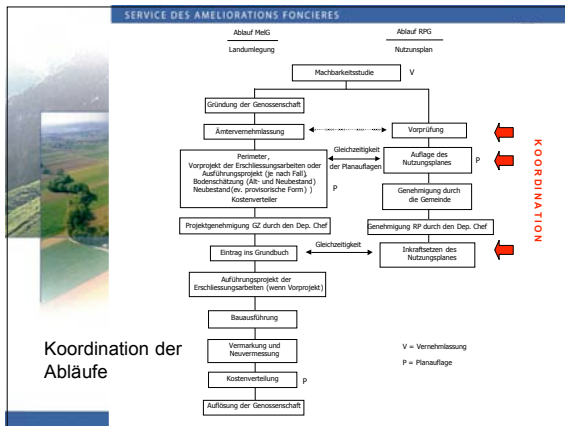 SERVICE DES AMELIORATIONS FONCIERES
Ablauf MelG
Landumlegung
Ablauf RPG
Nutzungsplan
Machbarkeitsstudie
V
Gründung der Genossenschaft
Ämtervernehmlassung
Vorprüfung
Perimeter,
Vorprojekt der Erschliessungsarbeiten oder
Ausführungsprojekt (je nach Fall),
Bodenschätzung (Alt- und Neubestand)
Neubestand(ev. provisorische Form) )
Kostenverteiler
P
Gleichzeitigkeit
der Planauflagen
Auflage des
Nutzungsplanes
P
Genehmigung durch
die Gemeinde
Projektgenehmigung GZ durch den Dep. Chef
Genehmigung RP durch den Dep. Chef
Eintrag ins Grundbuch
Gleichzeitigkeit
Inkraftsetzen des
Nutzungsplanes
KOORDINATION
Auführungsprojekt der
Erschliessungsarbeiten (wenn Vorprojekt)
Bauausführung
Vermarkung und
Neuvermessung
Kostenverteilung
P
Auflösung der Genossenschaft
V = Vernehmlassung
P = Planauflage
Koordination der
Abläufe